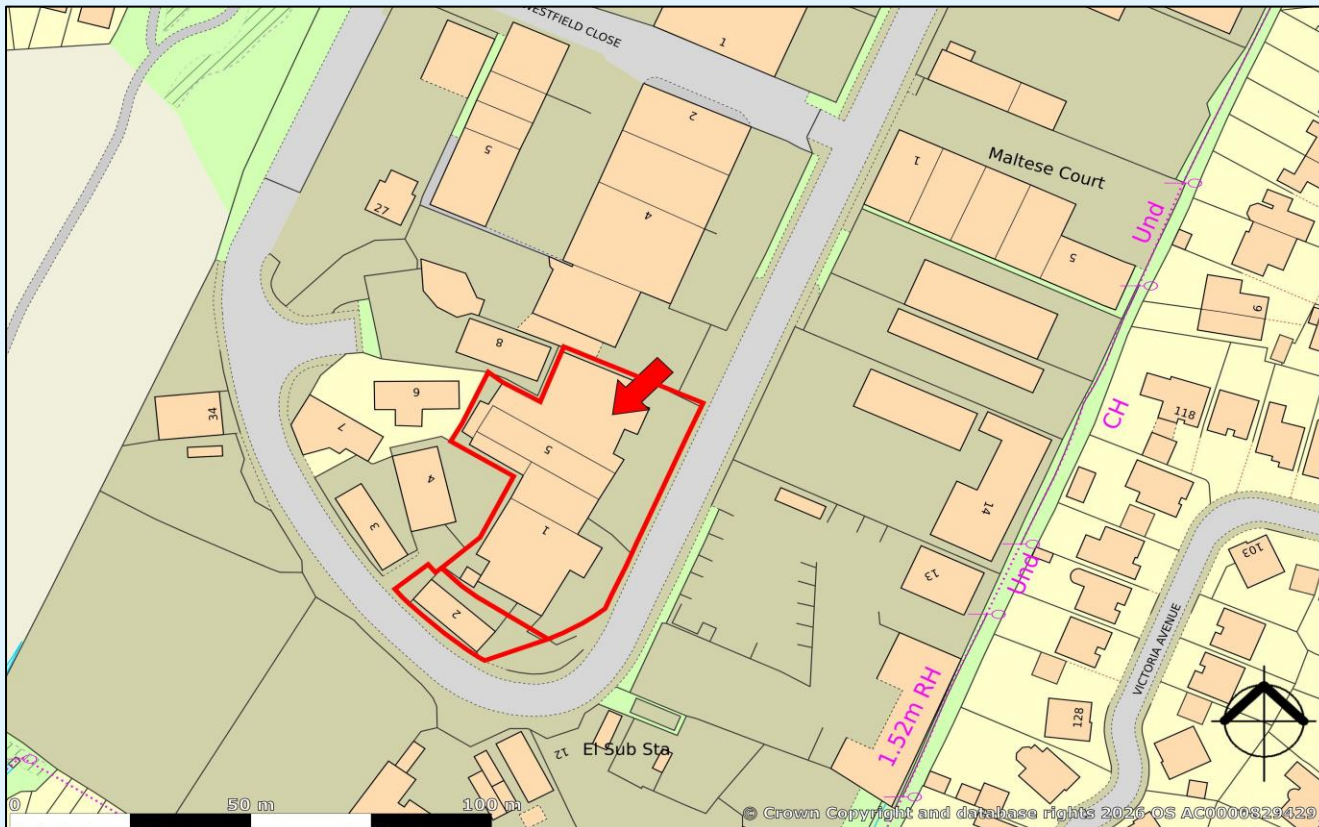 WESTFIELD CLOSE
1
2
5
4
27
1
Maltese Court
5
Und
6
8
9
118
CH
34
7
5
4
3
1
14
Und
13
103
2
VICTORIA AVENUE
128
1.52m RH
12
El Sub Sta
0
50 m
100 m
© Crown Copyright and database rights 2026 OS AC0000829429